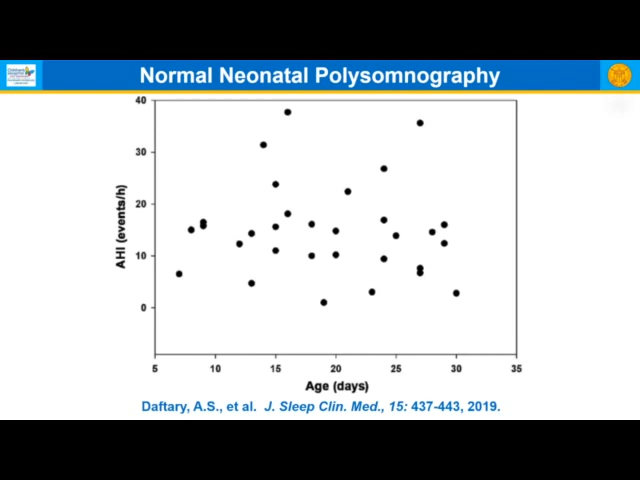 Normal Neonatal Polysomnography
40
30
20
10
0
AHI (events/h)
5 10 15 20 25 30 35
Age (days)
Daftary, A.S., et al. J. Sleep Clin. Med., 15: 437-443, 2019.